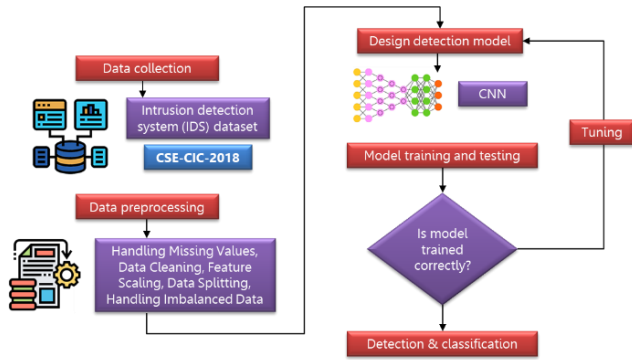 Data collection
Intrusion detection
system (IDS) dataset
CSE-CIC-2018
Data preprocessing
Handling Missing Values,
Data Cleaning, Feature
Scaling, Data Splitting,
Handling Imbalanced Data
Design detection model
CNN
Tuning
Model training and testing
Is model
trained
correctly?
Detection & classification